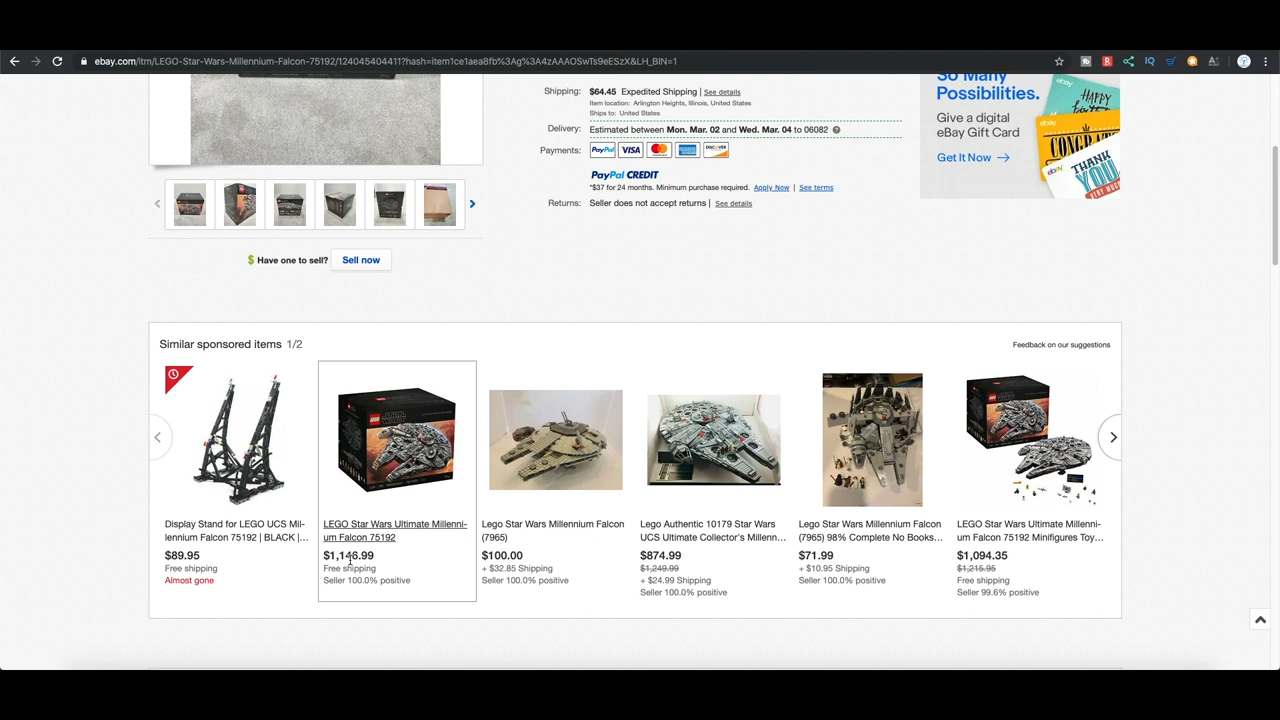 ebay.com/itm/LEGO-Star-Wars-Millennium-Falcon-75192/124045404411?hash=item1ce1aea8fb%3Ag%3A4zAAAOSwTs9eESzX&LH_BIN=1
Shipping: $64.45 Expedited Shipping | See details
Item location: Arlington Heights, Illinois, United States
Ships to: United States
Delivery: Estimated between Mon. Mar. 02 and Wed. Mar. 04 to 06082
Payments: PayPal VISA
PayPal CREDIT
*$37 for 24 months. Minimum purchase required. Apply Now | See terms
Returns: Seller does not accept returns | See details
So Many
Possibilities.
Give a digital
eBay Gift Card
Get It Now
ebay
HAPPY
ebay
CONGRATS
THANK
YOU
Have one to sell? Sell now
Similar sponsored items 1/2
Feedback on our suggestions
Display Stand for LEGO UCS Mil-
lennium Falcon 75192 | BLACK |...
$89.95
Free shipping
Almost gone
LEGO Star Wars Ultimate Millenni-
um Falcon 75192
Free shipping
Seller 100.0% positive
Lego Star Wars Millennium Falcon
(7965)
$100.00
+ $32.85 Shipping
Seller 100.0% positive
Lego Authentic 10179 Star Wars
UCS Ultimate Collector's Millenn...
$874.99
$1,249.99
+ $24.99 Shipping
Seller 100.0% positive
Lego Star Wars Millennium Falcon
(7965) 98% Complete No Books...
$71.99
+ $10.95 Shipping
Seller 100.0% positive
LEGO Star Wars Ultimate Millenni-
um Falcon 75192 Minifigures Toy...
$1,094.35
$1,215.95
Free shipping
Seller 99.6% positive